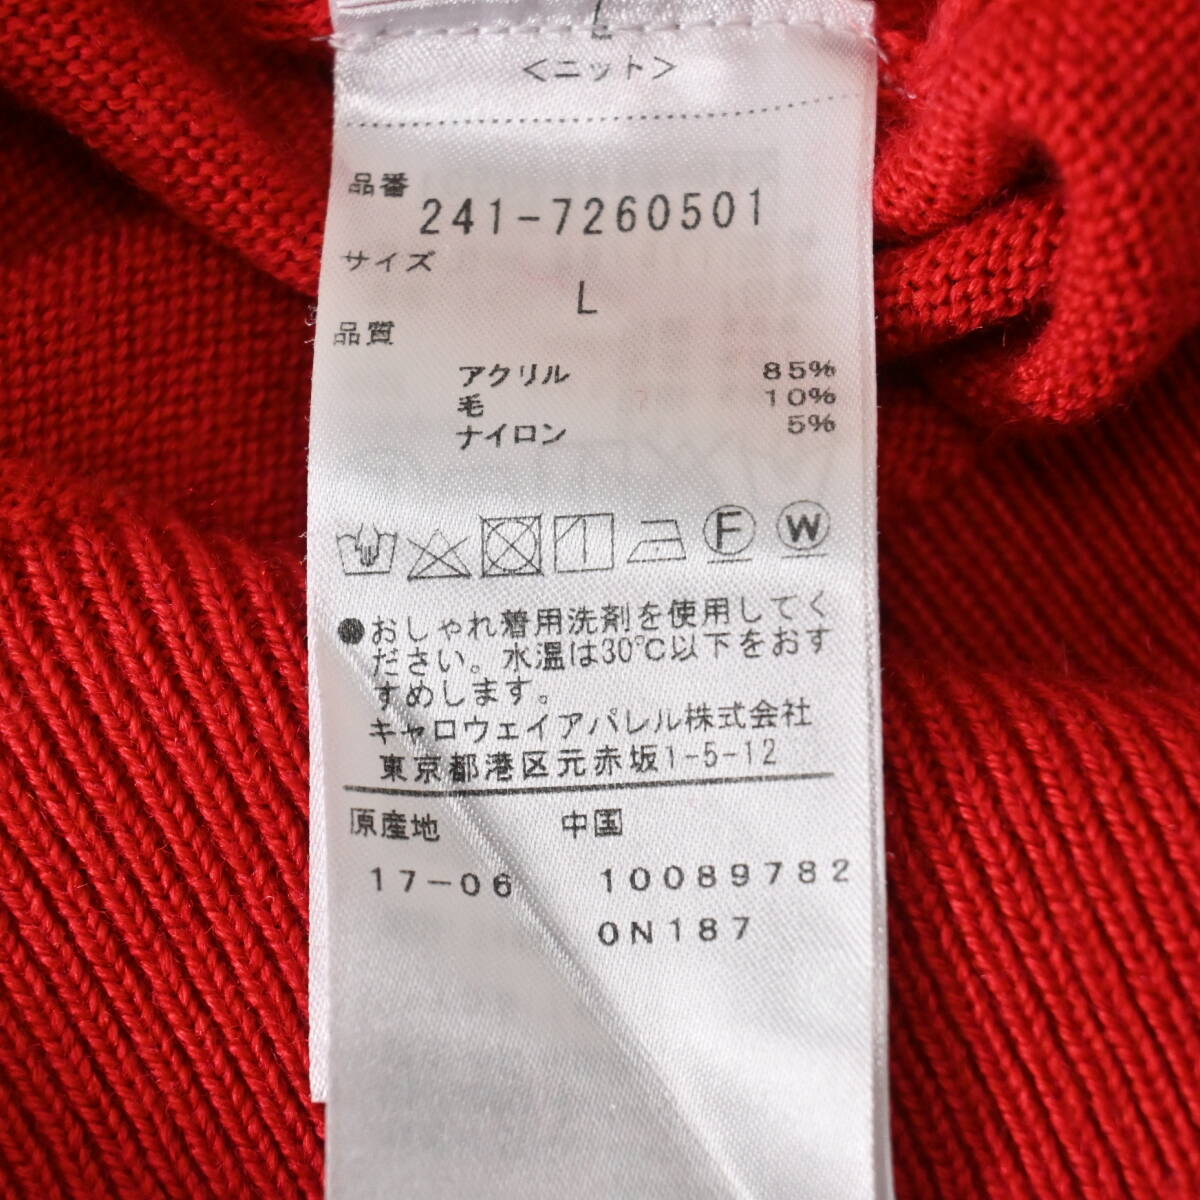 <ニット>
品番
241-7260501
サイズ
L
品質
アクリル 85%
毛 10%
ナイロン 5%
F W
●おしゃれ着用洗剤を使用してく
ださい。水温は30℃以下をおす
すめします。
キャロウェイアパレル株式会社
東京都港区元赤坂1-5-12
原産地 中国
17-06 10089782
0N187